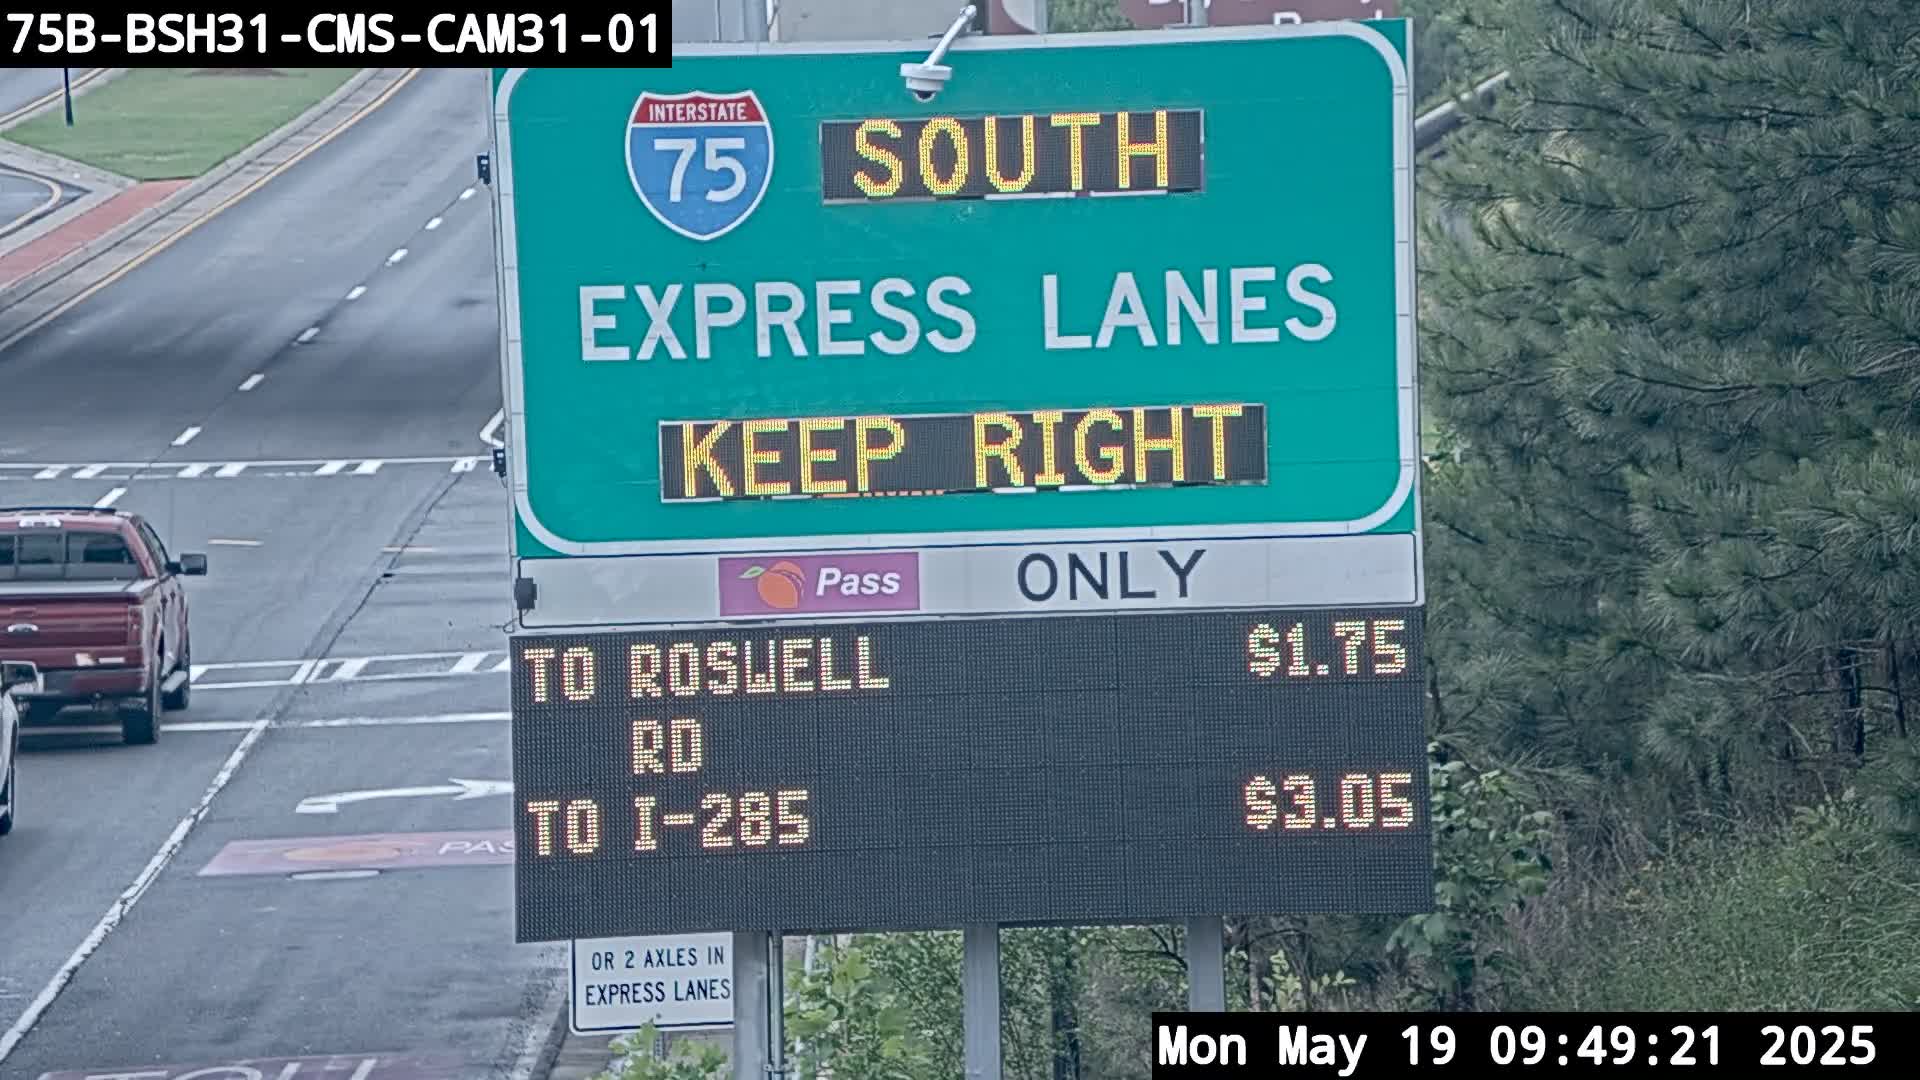 75B-BSH31-CMS-CAM31-01
INTERSTATE
75
SOUTH
EXPRESS LANES
KEEP RIGHT
Pass
ONLY
TO ROSWELL $1.75
RD
TO I-285 $3.05
OR 2 AXLES IN
EXPRESS LANES
Mon May 19 09:49:21 2025